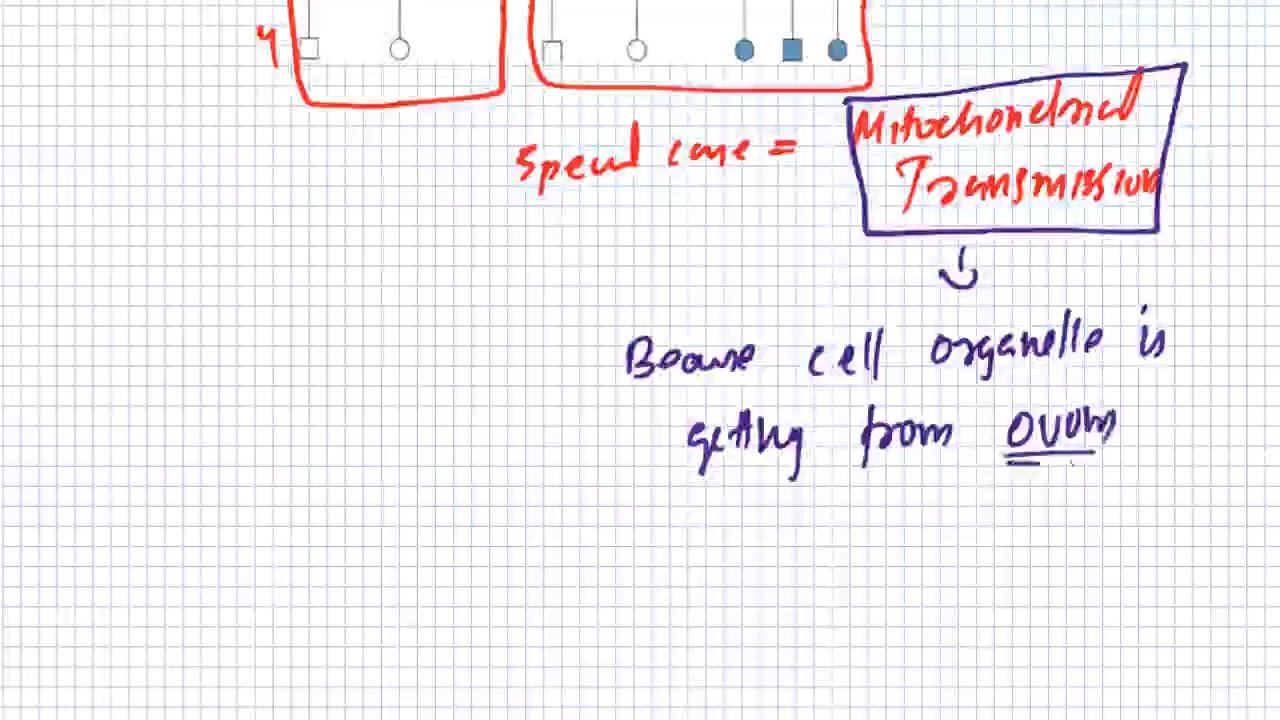 4
special case = Mitochondrial
Transmission
Because cell organelle is
getting from ovum